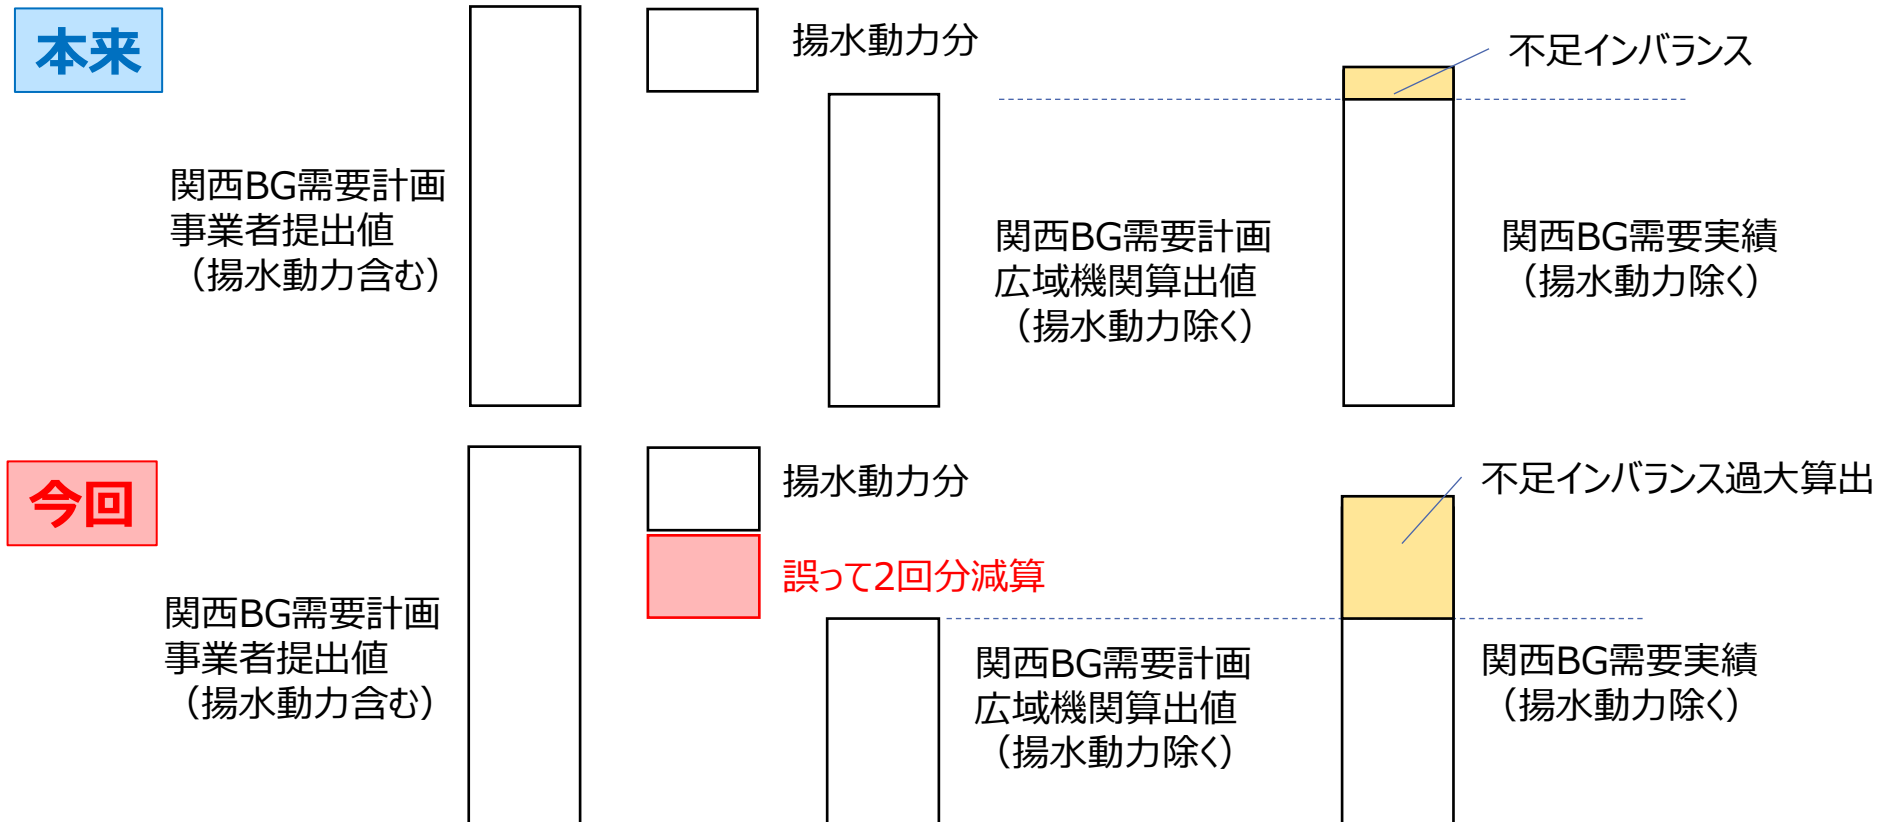 本来
揚水動力分
不足インバランス
関西BG需要計画
事業者提出値
（揚水動力含む）
関西BG需要計画
広域機関算出値
（揚水動力除く）
関西BG需要実績
（揚水動力除く）
今回
揚水動力分
不足インバランス過大算出
誤って2回分減算
関西BG需要計画
事業者提出値
（揚水動力含む）
関西BG需要計画
広域機関算出値
（揚水動力除く）
関西BG需要実績
（揚水動力除く）